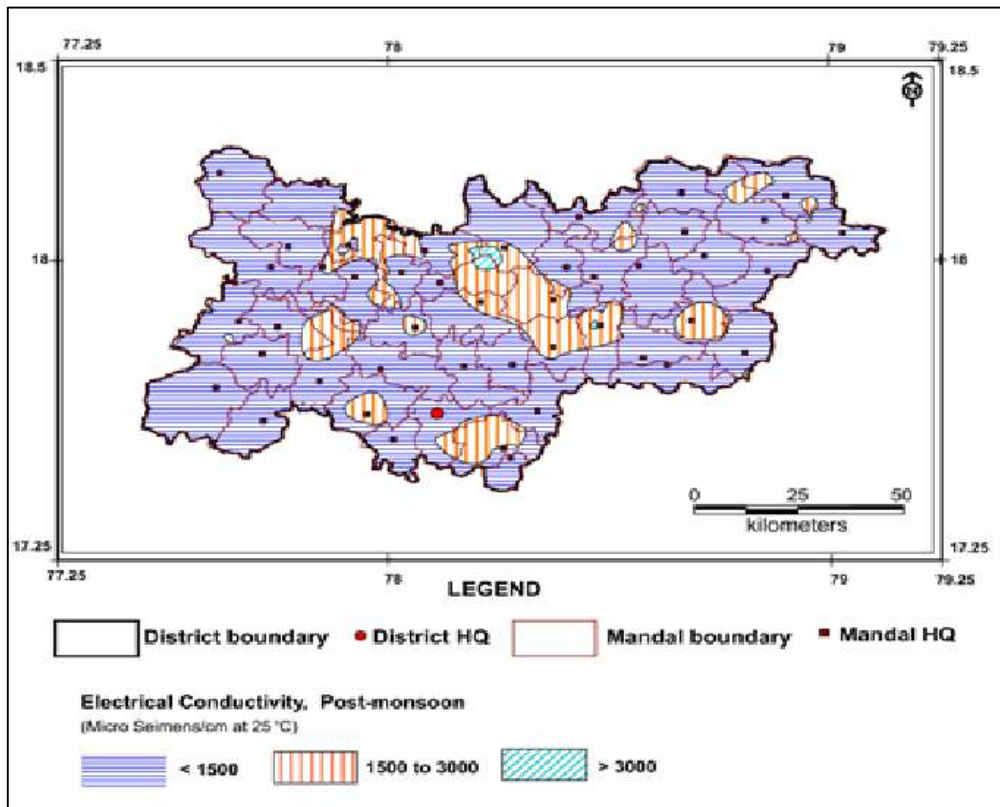 77.25 78 79 79.25
18.5 18.5
N
18 18
0 25 50
kilometers
17.25 17.25
77.25 78 79 79.25
LEGEND
District boundary District HQ Mandal boundary Mandal HQ
Electrical Conductivity, Post-monsoon
(Micro Seimens/cm at 25 °C)
< 1500 1500 to 3000 > 3000